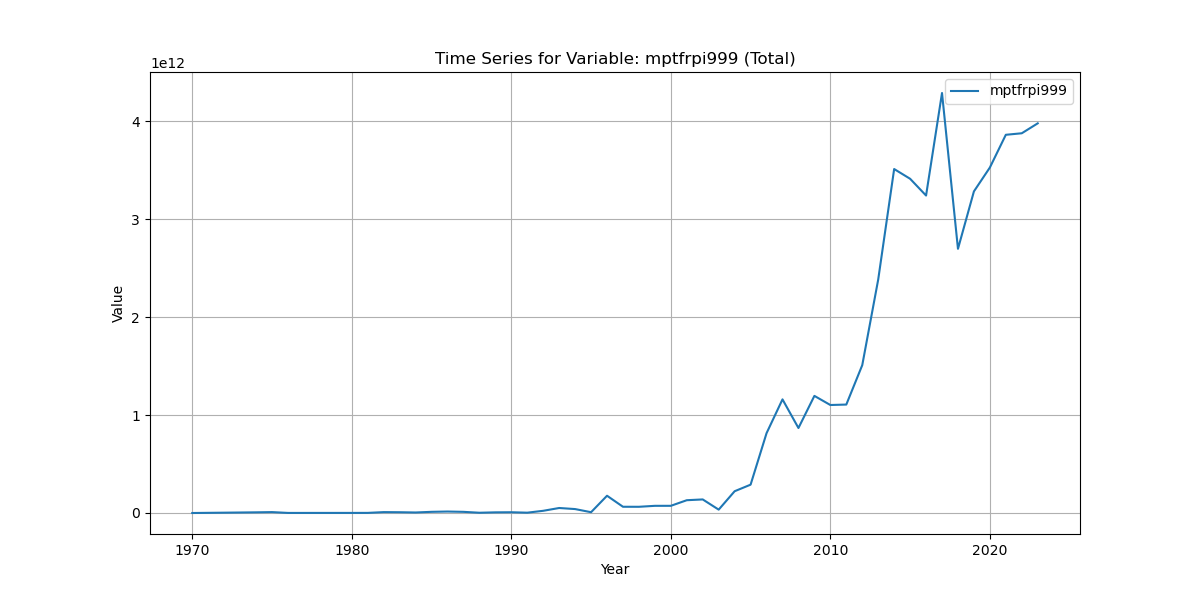 Time Series for Variable: mptfrpi999 (Total)
1e12
mptfrpi999
4
3
2
1
0
Value
1970 1980 1990 2000 2010 2020
Year